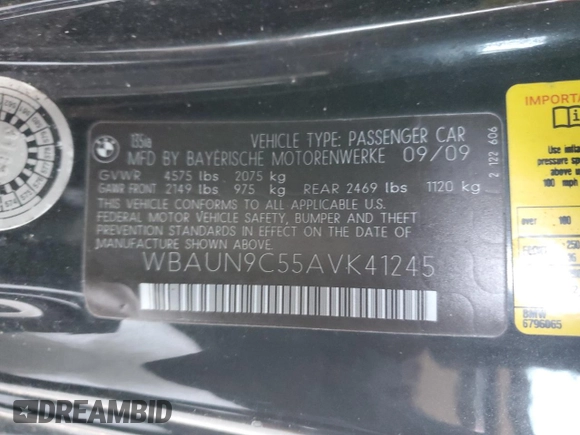 135ia VEHICLE TYPE: PASSENGER CAR
MFD BY BAYERISCHE MOTORENWERKE 09/09
GVWR 4575 lbs 2075 kg
GAWR FRONT 2149 lbs 975 kg REAR 2469 lbs 1120 kg
THIS VEHICLE CONFORMS TO ALL APPLICABLE U.S.
FEDERAL MOTOR VEHICLE SAFETY, BUMPER AND THEFT
PREVENTION STANDARDS IN EFFECT ON THE DATE OF
MANUFACTURE SHOWN ABOVE.
WBAUN9C55AVK41245
2 122 606
IMPORTA
over 100
BMW
6796065
DREAMBID